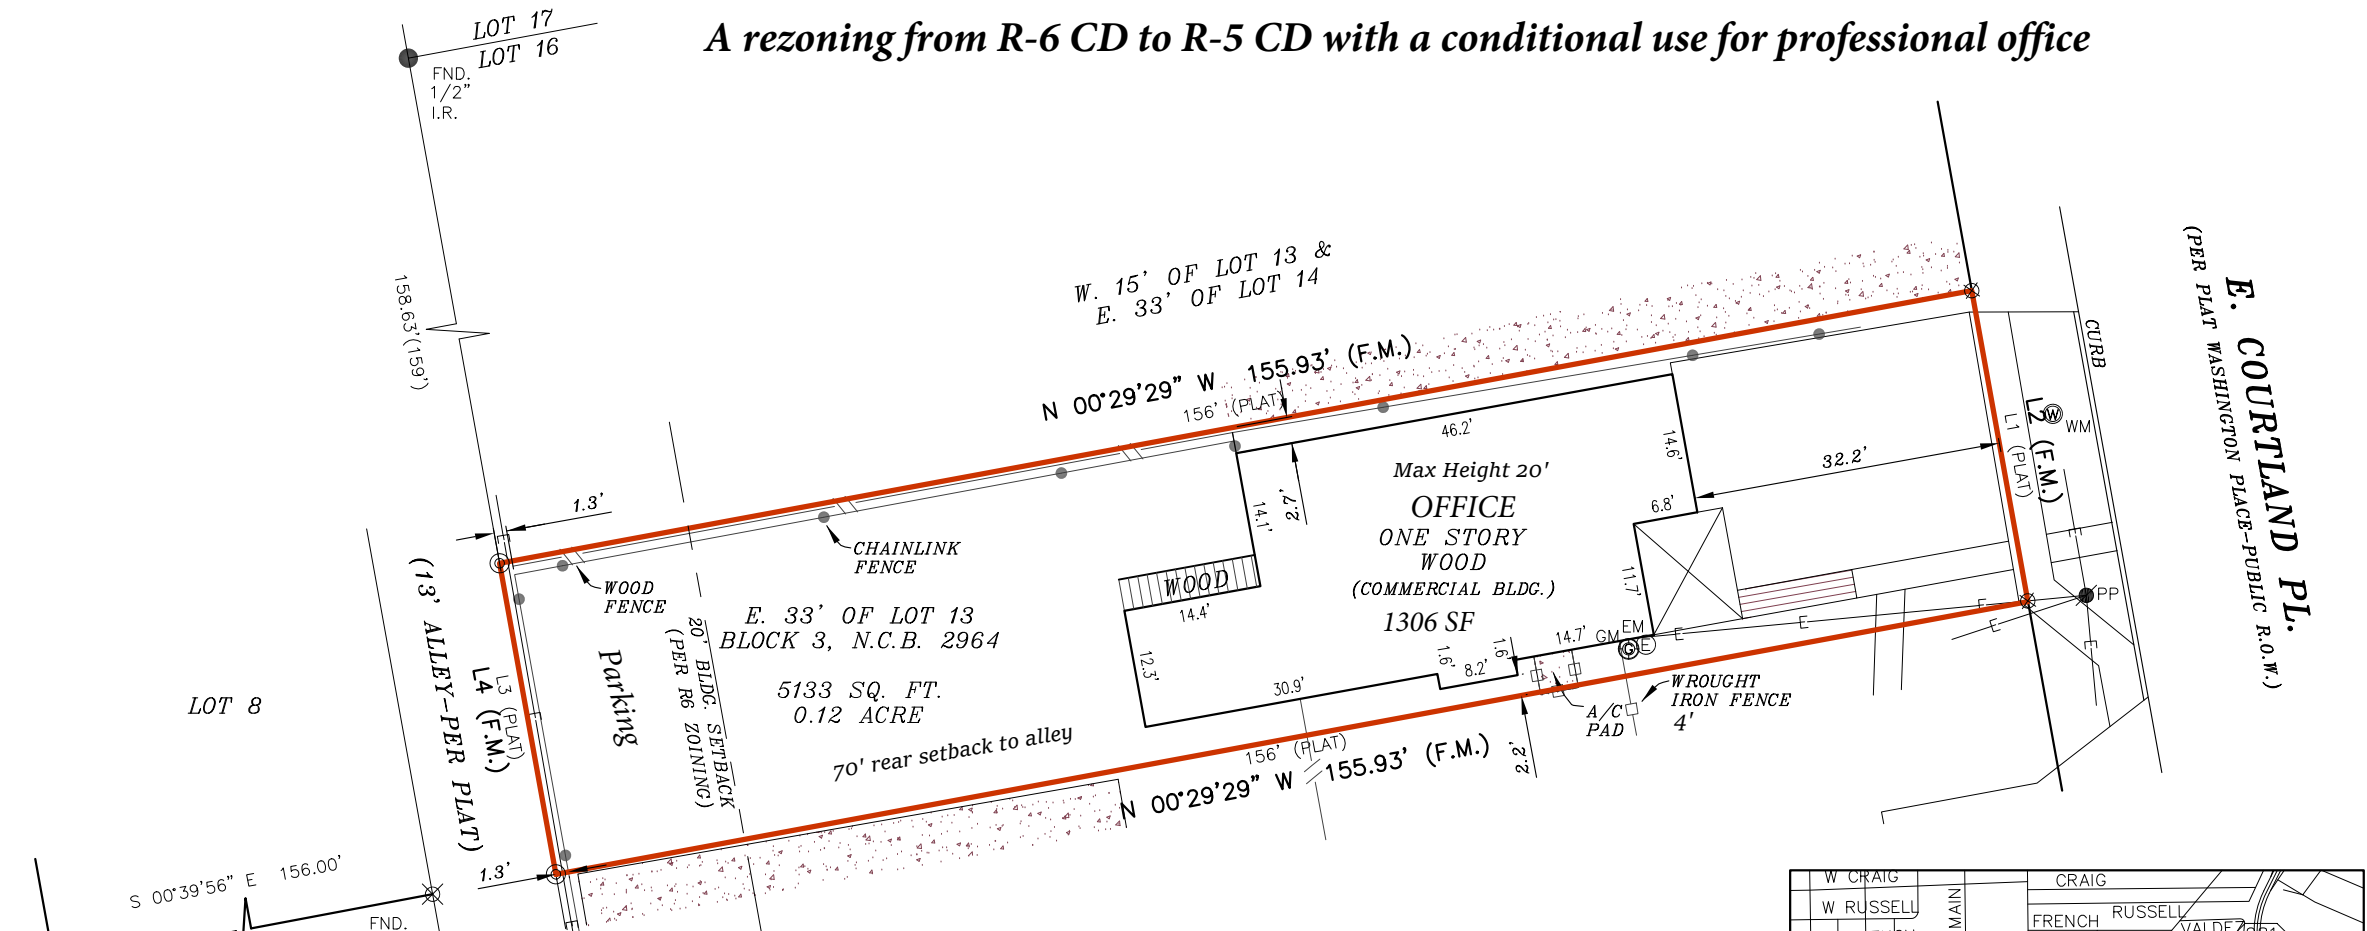 A rezoning from R-6 CD to R-5 CD with a conditional use for professional office
LOT 17
LOT 16
FND.
1/2"
I.R.
158.63'(159')
W. 15' OF LOT 13 &
E. 33' OF LOT 14
N 00°29'29" W 155.93' (F.M.)
156' (PLAT)
E. COURTLAND PL.
(PER PLAT WASHINGTON PLACE-PUBLIC R.O.W.)
CURB
L2 (F.M.)
L1 (PLAT)
W
WM
PP
1.3'
CHAINLINK
FENCE
WOOD
FENCE
E. 33' OF LOT 13
BLOCK 3, N.C.B. 2964
5133 SQ. FT.
0.12 ACRE
Parking
20' BLDG. SETBACK
(PER R6 ZOINING)
70' rear setback to alley
46.2'
14.6'
32.2'
2.7'
14.1'
6.8'
11.7'
Max Height 20'
OFFICE
ONE STORY
WOOD
(COMMERCIAL BLDG.)
1306 SF
WOOD
14.4'
12.3'
30.9'
1.6'
8.2'
1.6'
14.7'
GM
EM
G
E
E
E
E
E
E
E
E
E
E
A/C
PAD
WROUGHT
IRON FENCE
4'
2.2'
156' (PLAT)
N 00°29'29" W 155.93' (F.M.)
LOT 8
(13' ALLEY-PER PLAT)
L4 (F.M.)
L3 (PLAT)
1.3'
S 00°39'56" E 156.00'
FND.
W CRAIG
W RUSSELL
MAIN
CRAIG
RUSSELL
FRENCH
VALDEZ